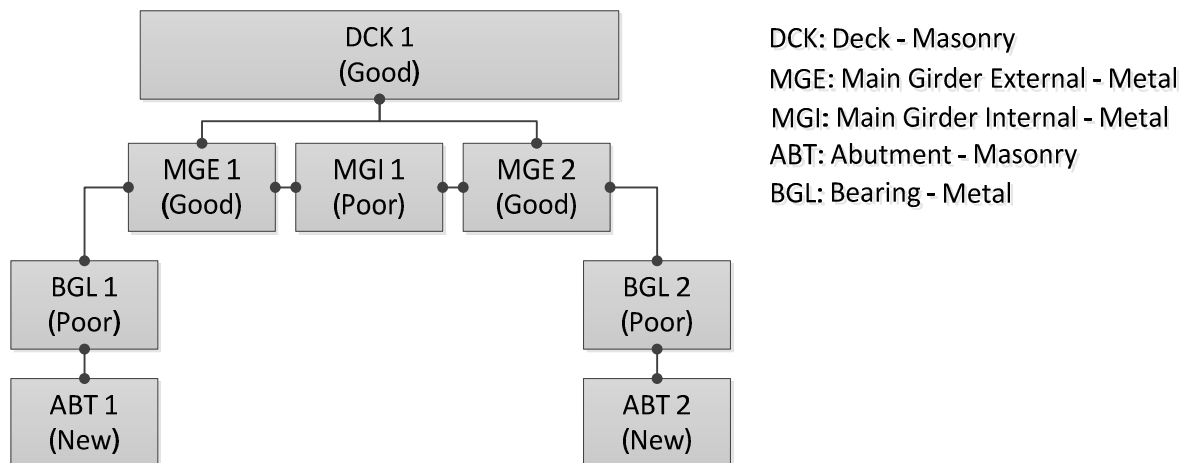 DCK 1
(Good)
MGE 1
(Good)
MGI 1
(Poor)
MGE 2
(Good)
BGL 1
(Poor)
BGL 2
(Poor)
ABT 1
(New)
ABT 2
(New)
DCK: Deck - Masonry
MGE: Main Girder External - Metal
MGI: Main Girder Internal - Metal
ABT: Abutment - Masonry
BGL: Bearing - Metal